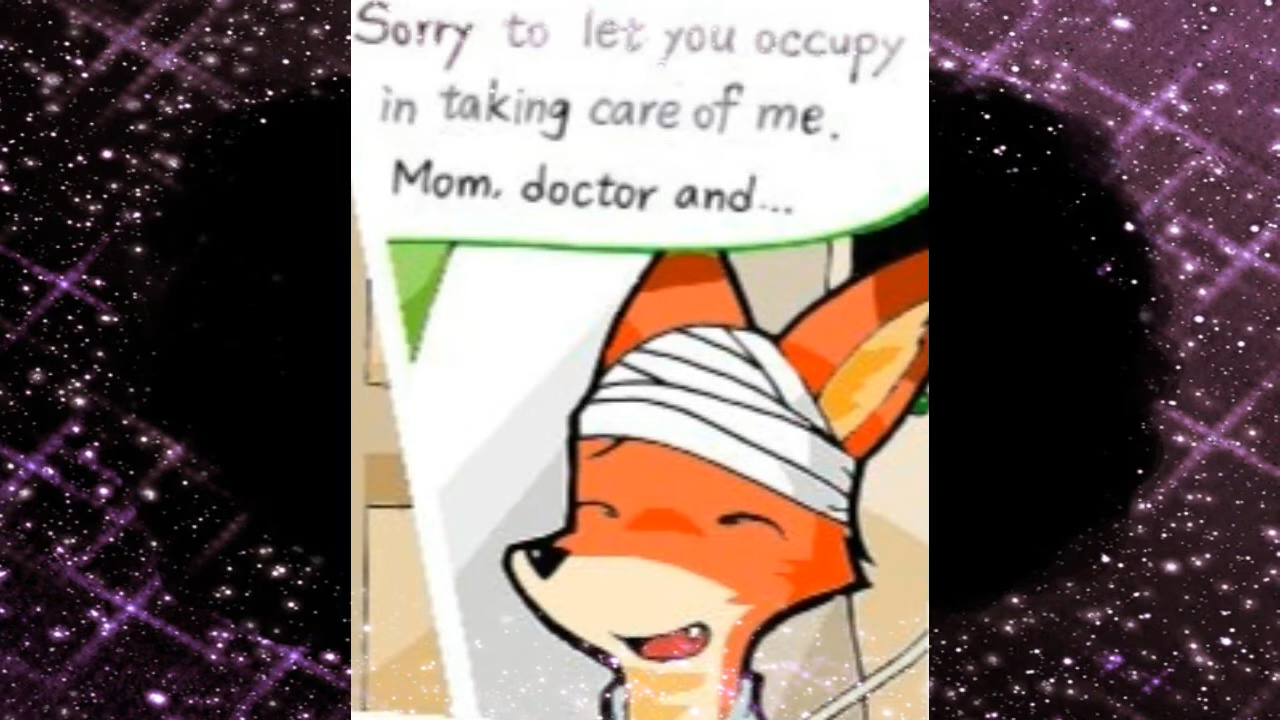 Sorry to let you occupy
in taking care of me.
Mom. doctor and...